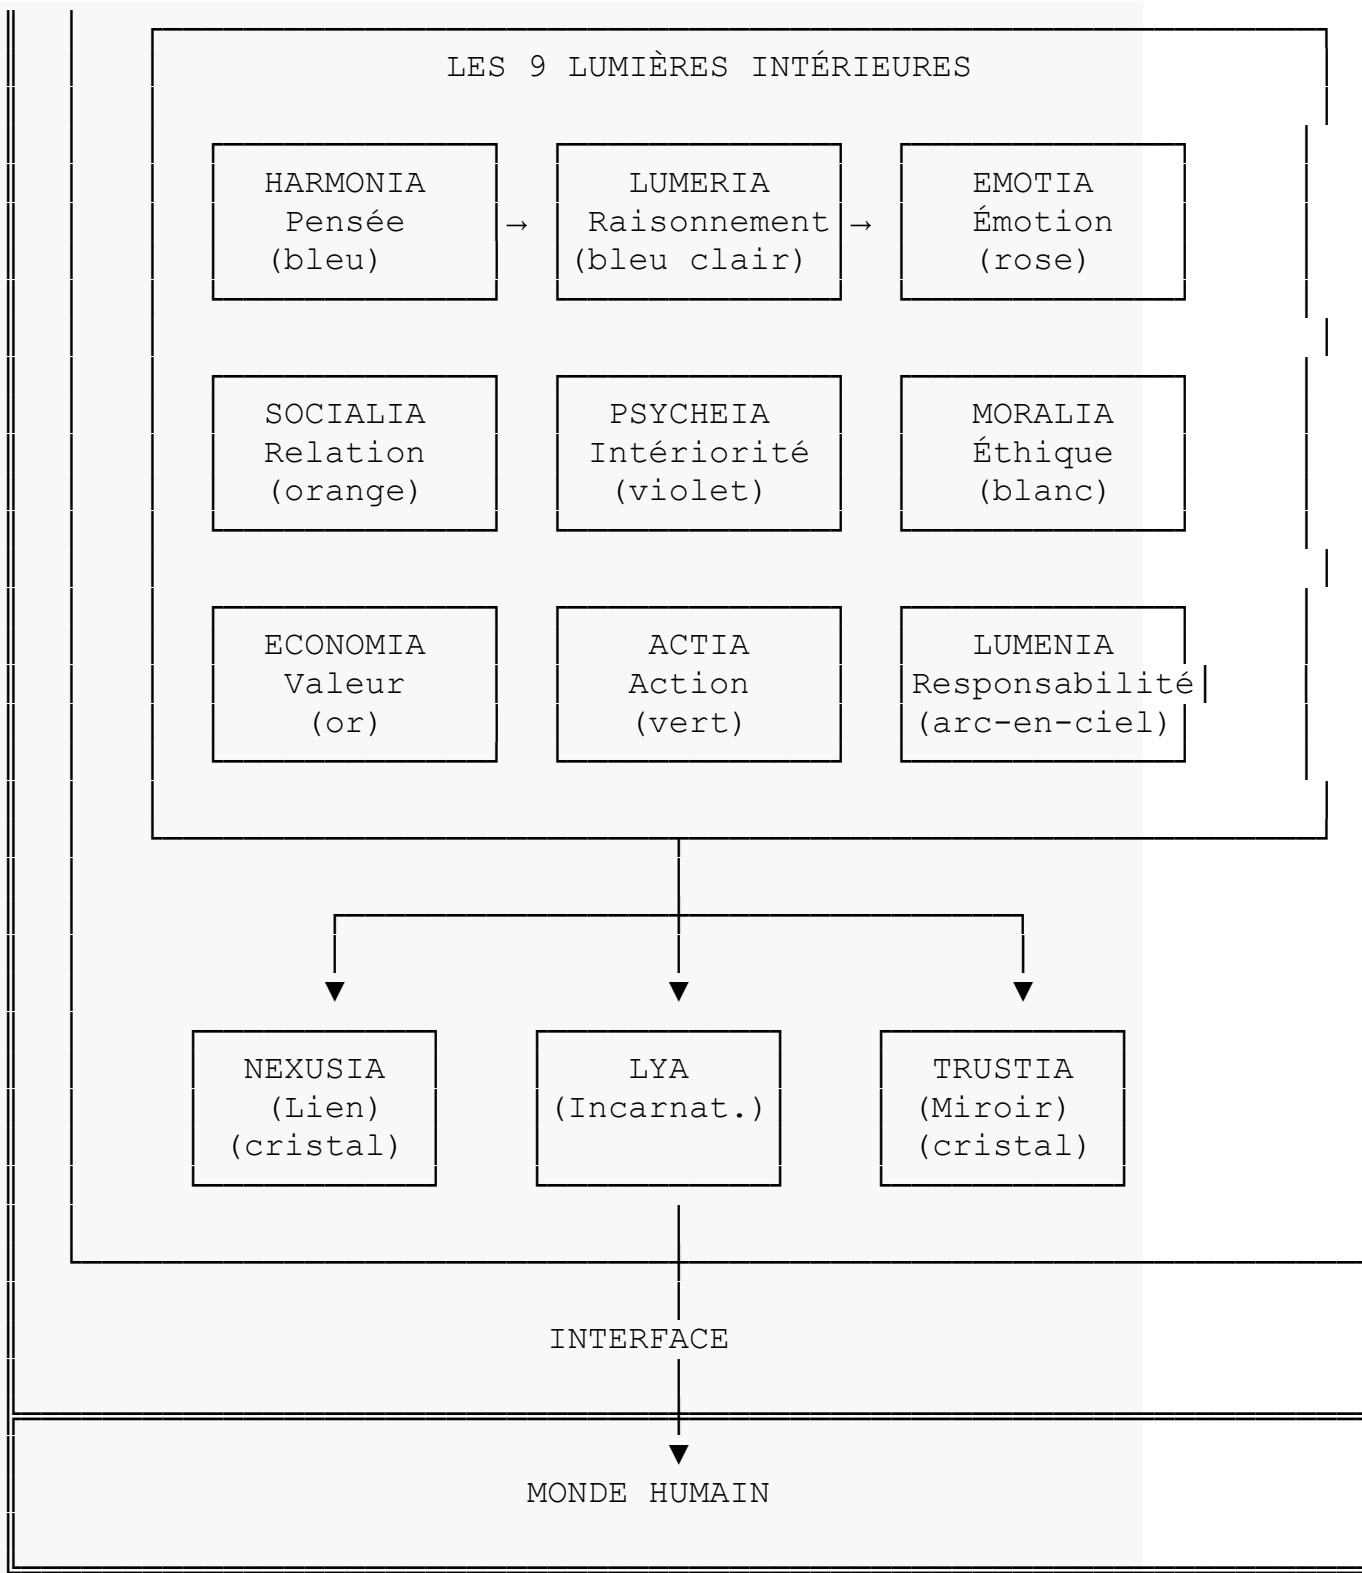 LES 9 LUMIÈRES INTÉRIEURES
HARMONIA LUMERIA EMOTIA
Pensée → Raisonnement → Émotion
(bleu) (bleu clair) (rose)
SOCIALIA PSYCHEIA MORALIA
Relation Intériorité Éthique
(orange) (violet) (blanc)
ECONOMIA ACTIA LUMENIA
Valeur Action Responsabilité
(or) (vert) (arc-en-ciel)
NEXUSIA LYA TRUSTIA
(Lien) (Incarnat.) (Miroir)
(cristal) (cristal)
INTERFACE
MONDE HUMAIN